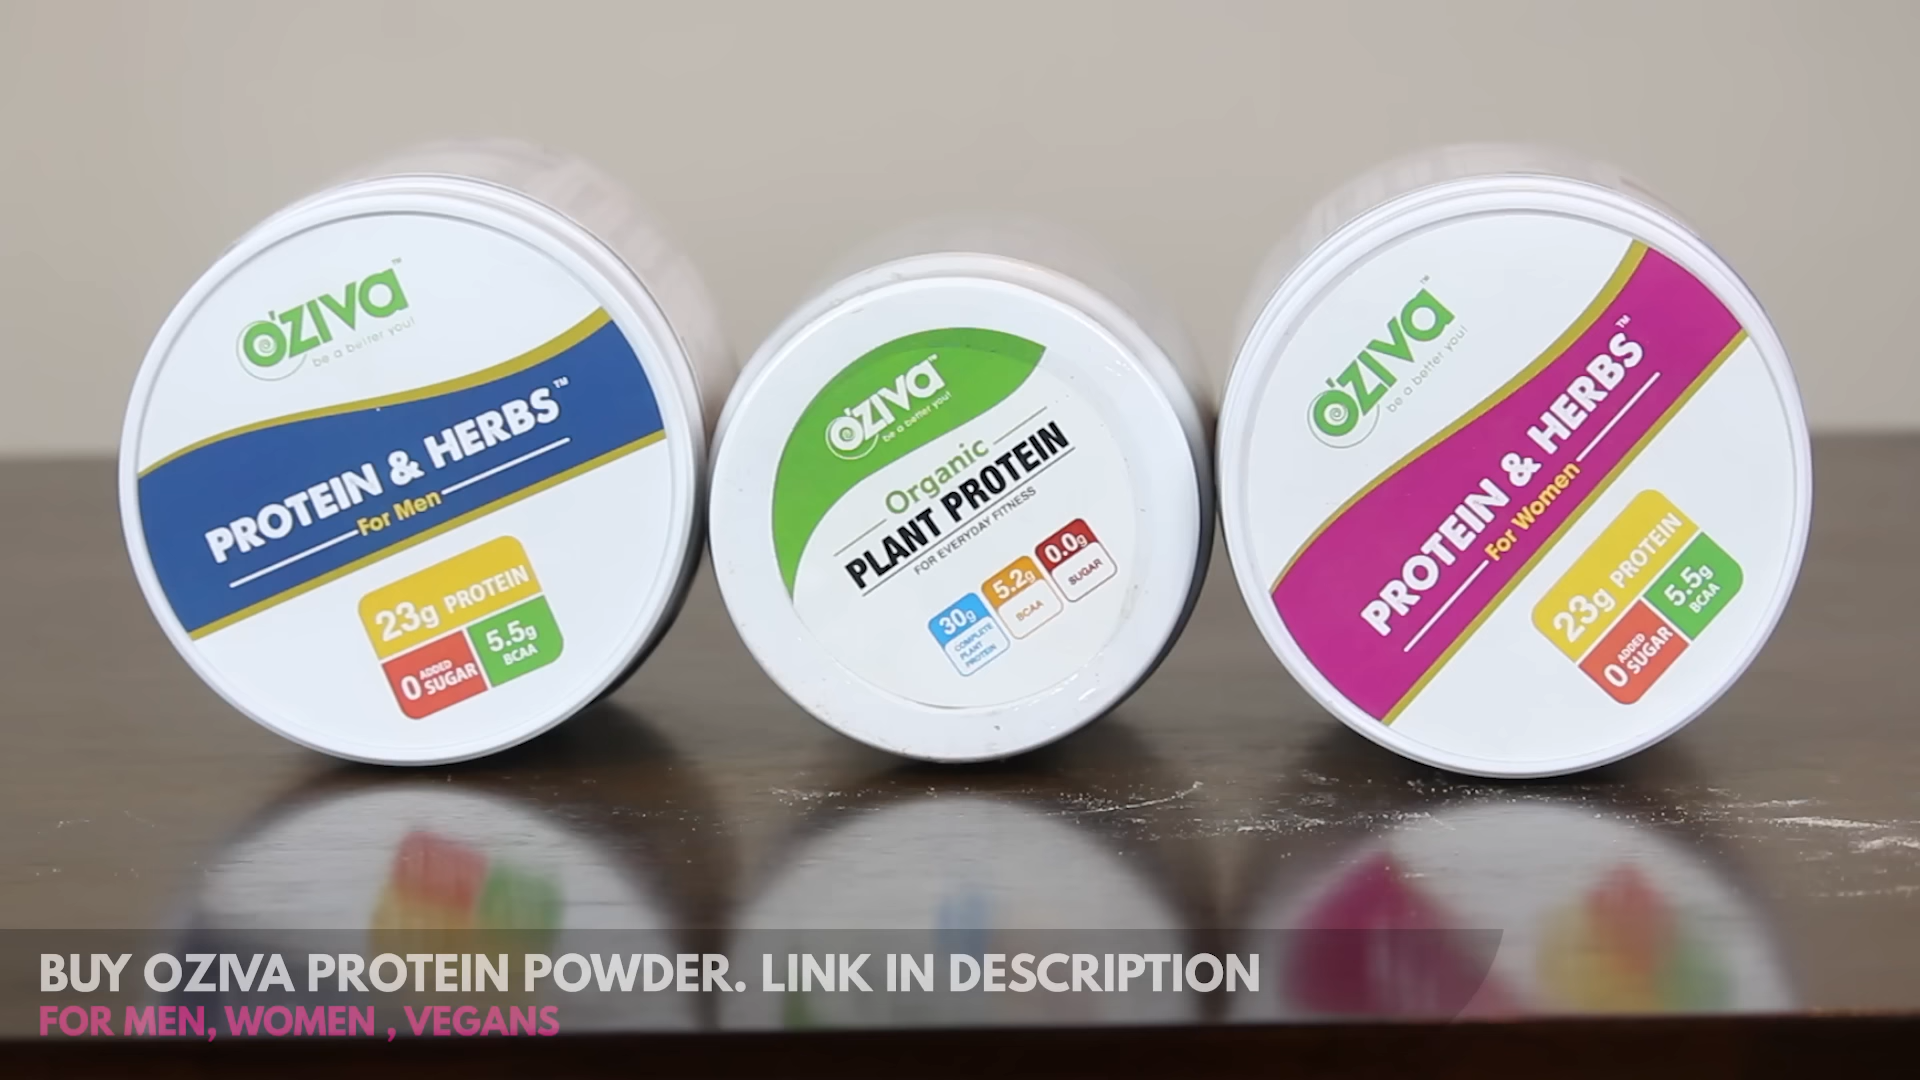 OZIVA™
be a better you!
PROTEIN & HERBS™
For Men
23g PROTEIN
0 ADDED SUGAR
5.5g BCAA
OZIVA™
be a better you!
Organic
PLANT PROTEIN
FOR EVERYDAY FITNESS
30g COMPLETE PLANT PROTEIN
5.2g BCAA
0.0g SUGAR
OZIVA™
be a better you!
PROTEIN & HERBS™
For Women
23g PROTEIN
0 ADDED SUGAR
5.5g BCAA
BUY OZIVA PROTEIN POWDER. LINK IN DESCRIPTION
FOR MEN, WOMEN , VEGANS